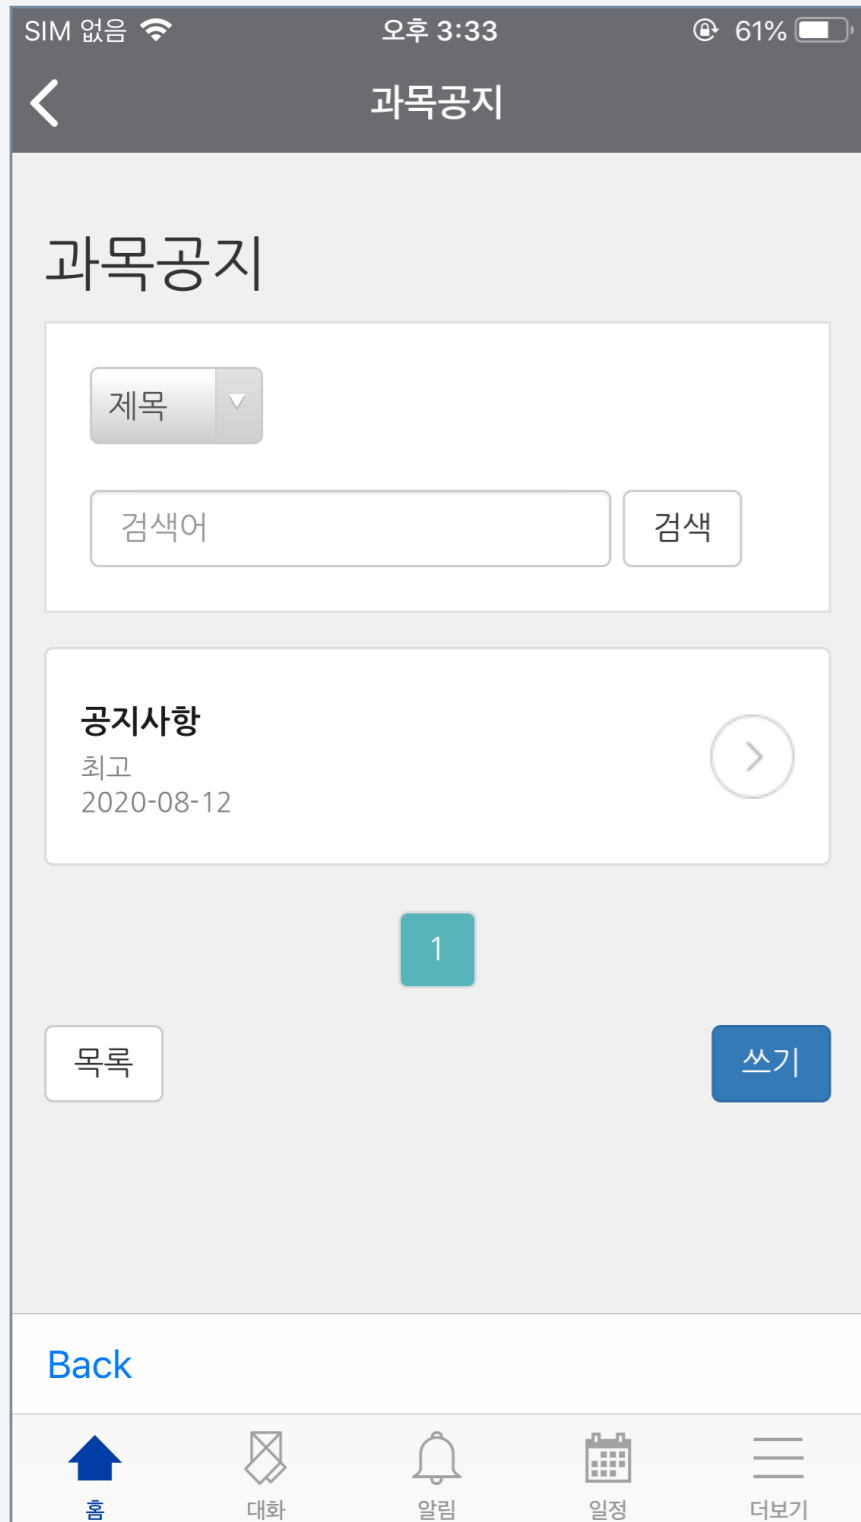 SIM 없음 오후 3:33 61%
과목공지
과목공지
제목
검색어 검색
공지사항
최고
2020-08-12
1
목록 쓰기
Back
홈 대화 알림 일정 더보기